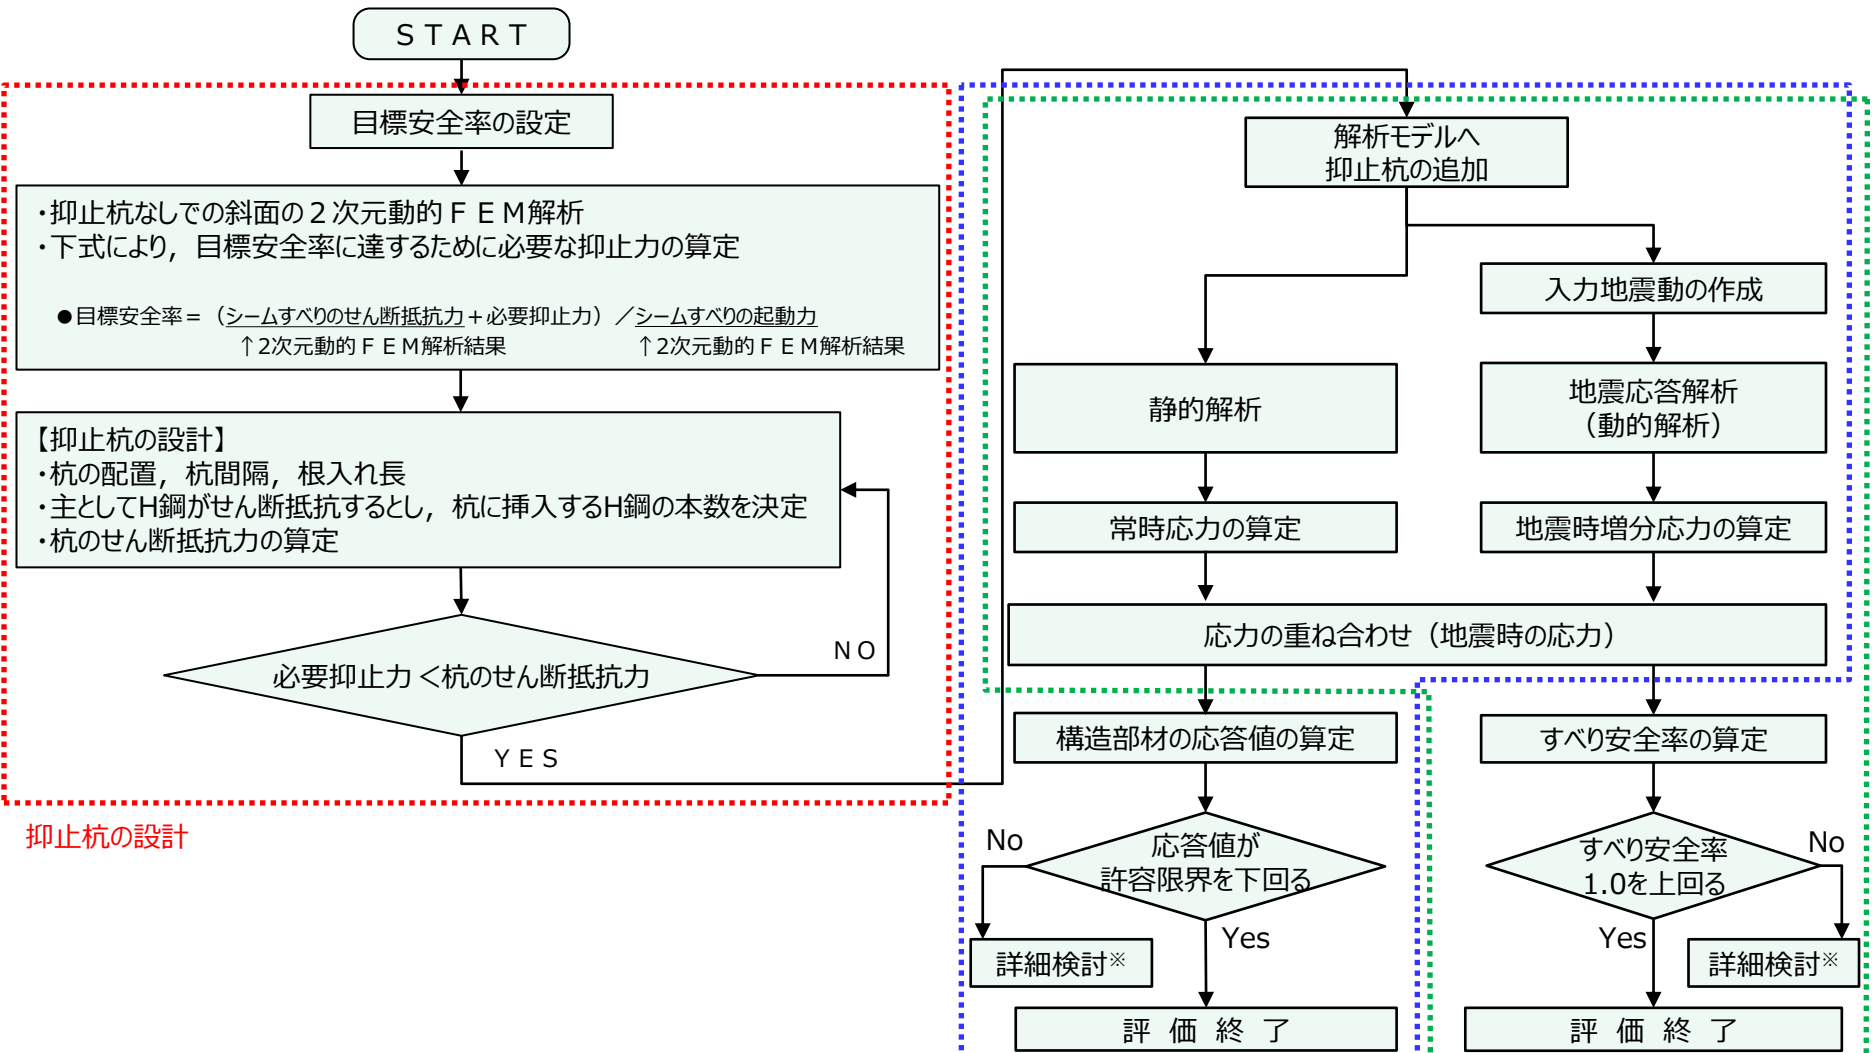 ＳＴＡＲＴ
目標安全率の設定
・抑止杭なしでの斜面の２次元動的ＦＥＭ解析
・下式により，目標安全率に達するために必要な抑止力の算定
●目標安全率＝（シームすべりのせん断抵抗力＋必要抑止力）／シームすべりの起動力
↑2次元動的ＦＥＭ解析結果　↑2次元動的ＦＥＭ解析結果
【抑止杭の設計】
・杭の配置，杭間隔，根入れ長
・主としてH鋼がせん断抵抗するとし，杭に挿入するH鋼の本数を決定
・杭のせん断抵抗力の算定
必要抑止力＜杭のせん断抵抗力
ＮＯ
ＹＥＳ
抑止杭の設計
解析モデルへ
抑止杭の追加
入力地震動の作成
静的解析
地震応答解析
（動的解析）
常時応力の算定
地震時増分応力の算定
応力の重ね合わせ（地震時の応力）
構造部材の応答値の算定
すべり安全率の算定
No
応答値が
許容限界を下回る
Yes
詳細検討※
評価終了
すべり安全率
1.0を上回る
No
Yes
詳細検討※
評価終了